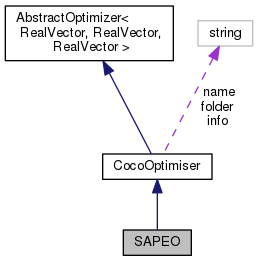 AbstractOptimizer<
RealVector, RealVector,
RealVector >
string
name
folder
info
CocoOptimiser
SAPEO